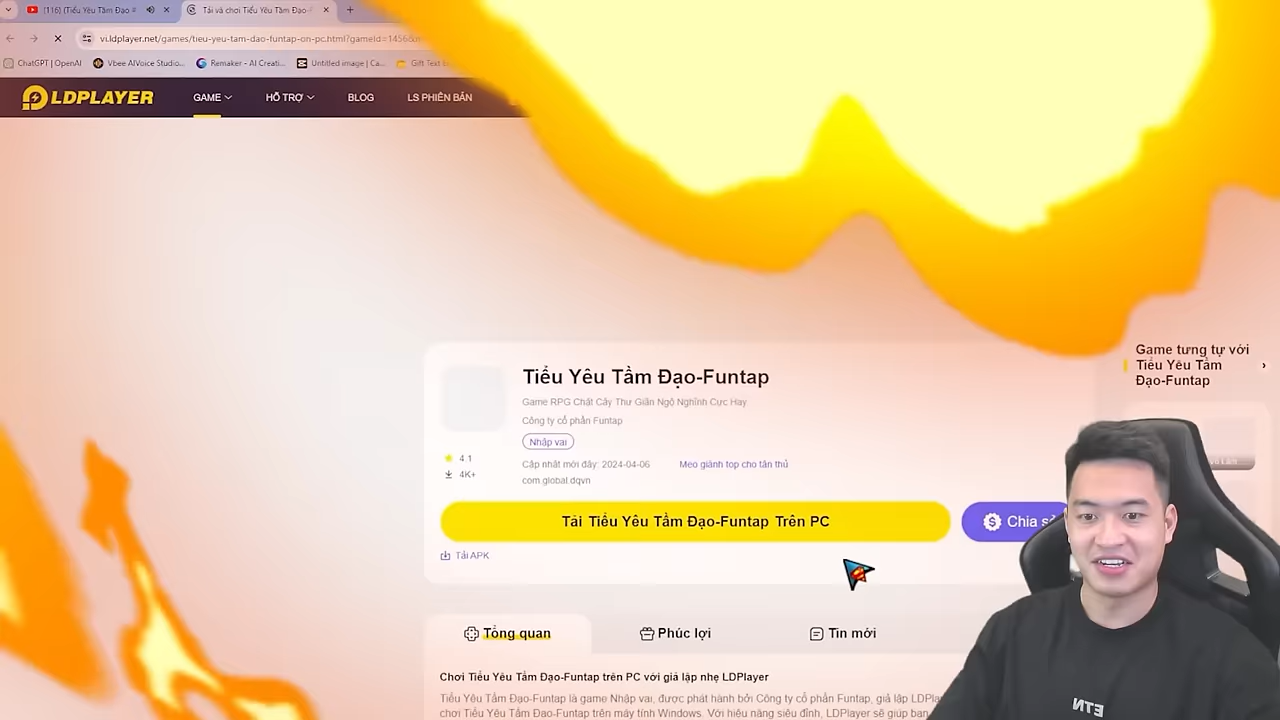 (116) (Tiểu Yêu Tầm Đạo #
Tải và chơi Tiểu Yêu Tầm Đạo-F
vi.ldplayer.net/games/tieu-yeu-tam-dao-funtap-on-pc.html?gameId=1456
ChatGPT | OpenAI
Vbee AIVoice Studio...
Remaker - AI Creati...
Untitled image | Ca...
Gift Text
LDPLAYER
GAME
HỖ TRỢ
BLOG
LS PHIÊN BẢN
Game tưng tự với
Tiểu Yêu Tầm
Đạo-Funtap
Tiểu Yêu Tầm Đạo-Funtap
Game RPG Chặt Cây Thư Giãn Ngộ Nghĩnh Cực Hay
Công ty cổ phần Funtap
Nhập vai
4.1
Cập nhật mới đây: 2024-04-06
Mẹo giành top cho tân thủ
4K+
com.global.dqvn
Tải Tiểu Yêu Tầm Đạo-Funtap Trên PC
Chia s
Tải APK
Tổng quan
Phúc lợi
Tin mới
Chơi Tiểu Yêu Tầm Đạo-Funtap trên PC với giả lập nhẹ LDPlayer
Tiểu Yêu Tầm Đạo-Funtap là game Nhập vai, được phát hành bởi Công ty cổ phần Funtap, giả lập LDPla
chơi Tiểu Yêu Tầm Đạo-Funtap trên máy tính Windows. Với hiệu năng siêu đỉnh, LDPlayer sẽ giúp bạn